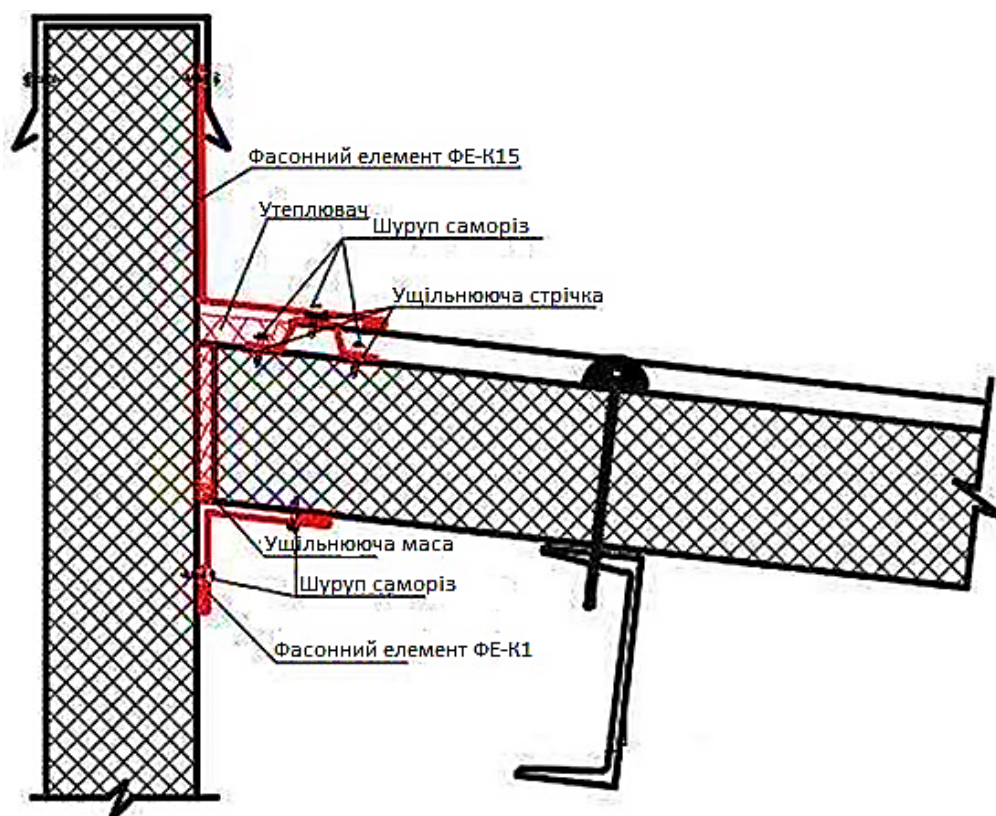 Фасонний елемент ФЕ-К15
Утеплювач
Шуруп саморіз
Ущільнююча стрічка
Ущільнююча маса
Шуруп саморіз
Фасонний елемент ФЕ-К1